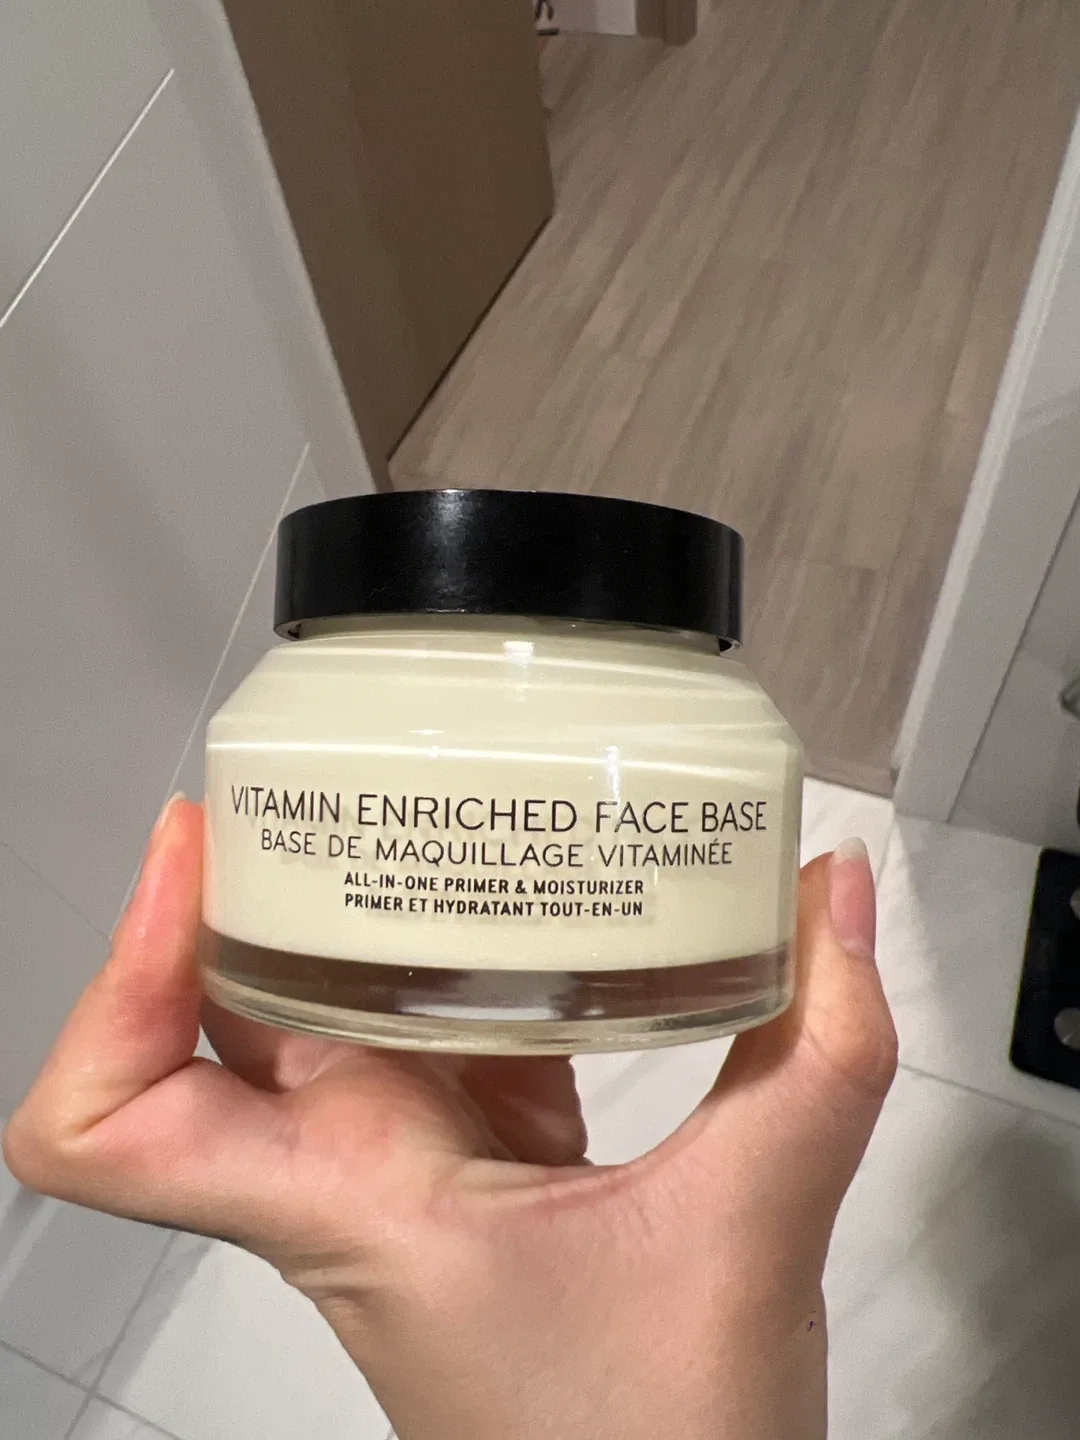 VITAMIN ENRICHED FACE BASE
BASE DE MAQUILLAGE VITAMINÉE
ALL-IN-ONE PRIMER & MOISTURIZER
PRIMER ET HYDRATANT TOUT-EN-UN